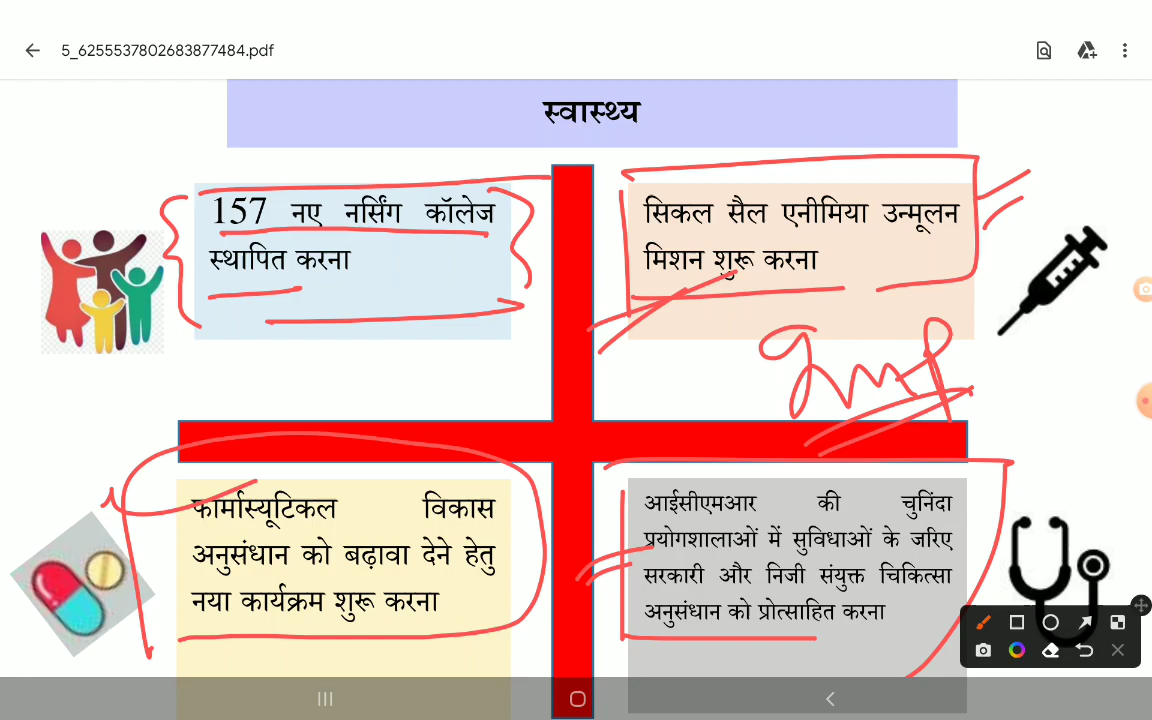 5_6255537802683877484.pdf
स्वास्थ्य
157 नए नर्सिंग कॉलेज
स्थापित करना
सिकल सैल एनीमिया उन्मूलन
मिशन शुरू करना
Imp
फार्मास्यूटिकल विकास
अनुसंधान को बढ़ावा देने हेतु
नया कार्यक्रम शुरू करना
आईसीएमआर की चुनिंदा
प्रयोगशालाओं में सुविधाओं के जरिए
सरकारी और निजी संयुक्त चिकित्सा
अनुसंधान को प्रोत्साहित करना